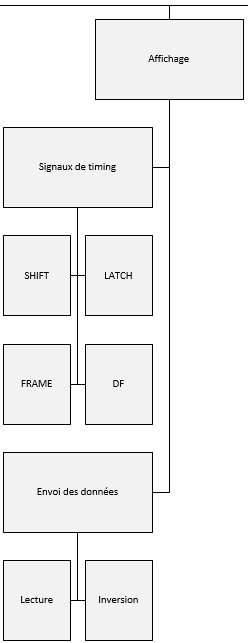 Affichage
Signaux de timing
SHIFT
LATCH
FRAME
DF
Envoi des données
Lecture
Inversion